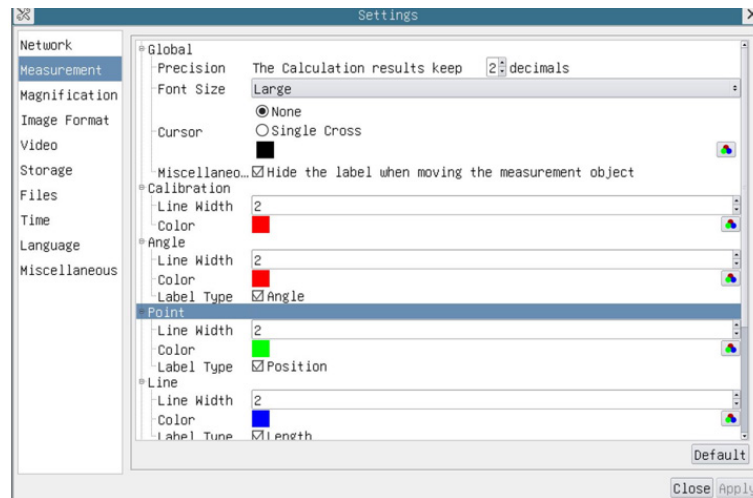 Settings
Network
Measurement
Magnification
Image Format
Video
Storage
Files
Time
Language
Miscellaneous
Global
Precision The Calculation results keep 2 decimals
Font Size Large
Cursor
None
Single Cross
Miscellaneo... Hide the label when moving the measurement object
Calibration
Line Width 2
Color
Angle
Line Width 2
Color
Label Type Angle
Point
Line Width 2
Color
Label Type Position
Line
Line Width 2
Color
Label Type Length
Default
Close Apply